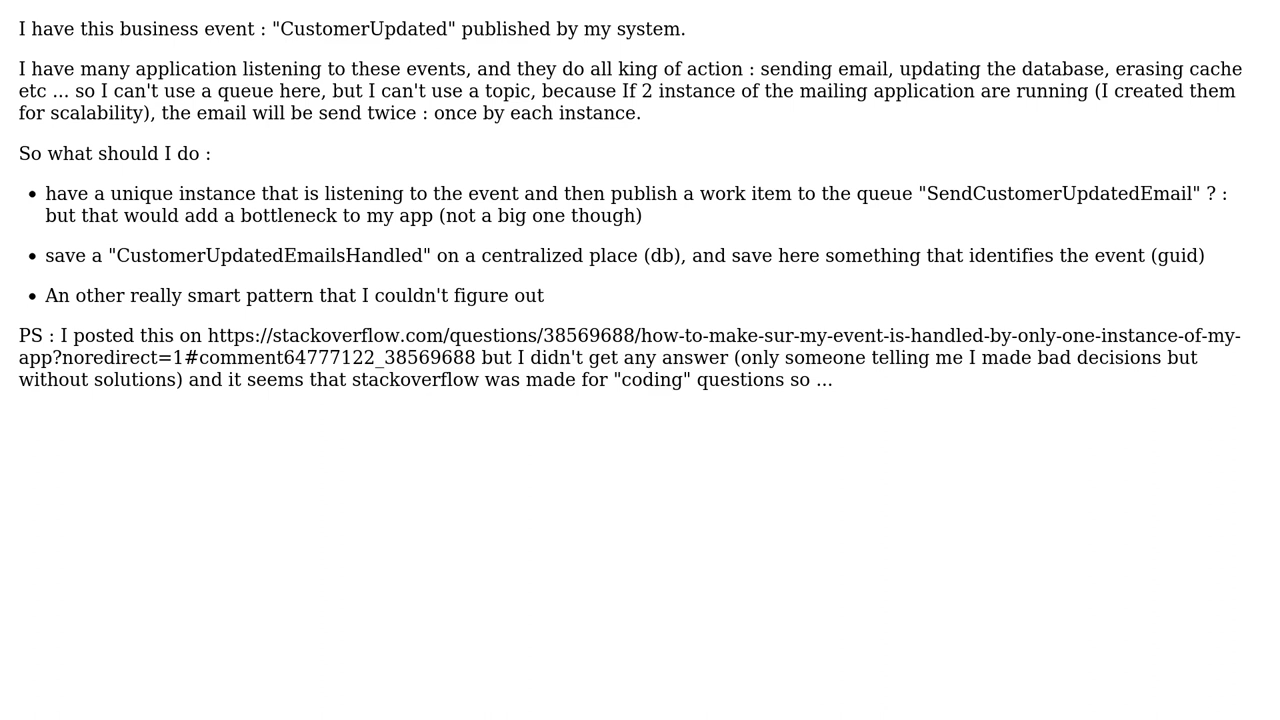 I have this business event : "CustomerUpdated" published by my system.
I have many application listening to these events, and they do all king of action : sending email, updating the database, erasing cache
etc ... so I can't use a queue here, but I can't use a topic, because If 2 instance of the mailing application are running (I created them
for scalability), the email will be send twice : once by each instance.
So what should I do :
• have a unique instance that is listening to the event and then publish a work item to the queue "SendCustomerUpdatedEmail" ? :
but that would add a bottleneck to my app (not a big one though)
• save a "CustomerUpdatedEmailsHandled" on a centralized place (db), and save here something that identifies the event (guid)
• An other really smart pattern that I couldn't figure out
PS : I posted this on https://stackoverflow.com/questions/38569688/how-to-make-sur-my-event-is-handled-by-only-one-instance-of-my-
app?noredirect=1#comment64777122_38569688 but I didn't get any answer (only someone telling me I made bad decisions but
without solutions) and it seems that stackoverflow was made for "coding" questions so ...